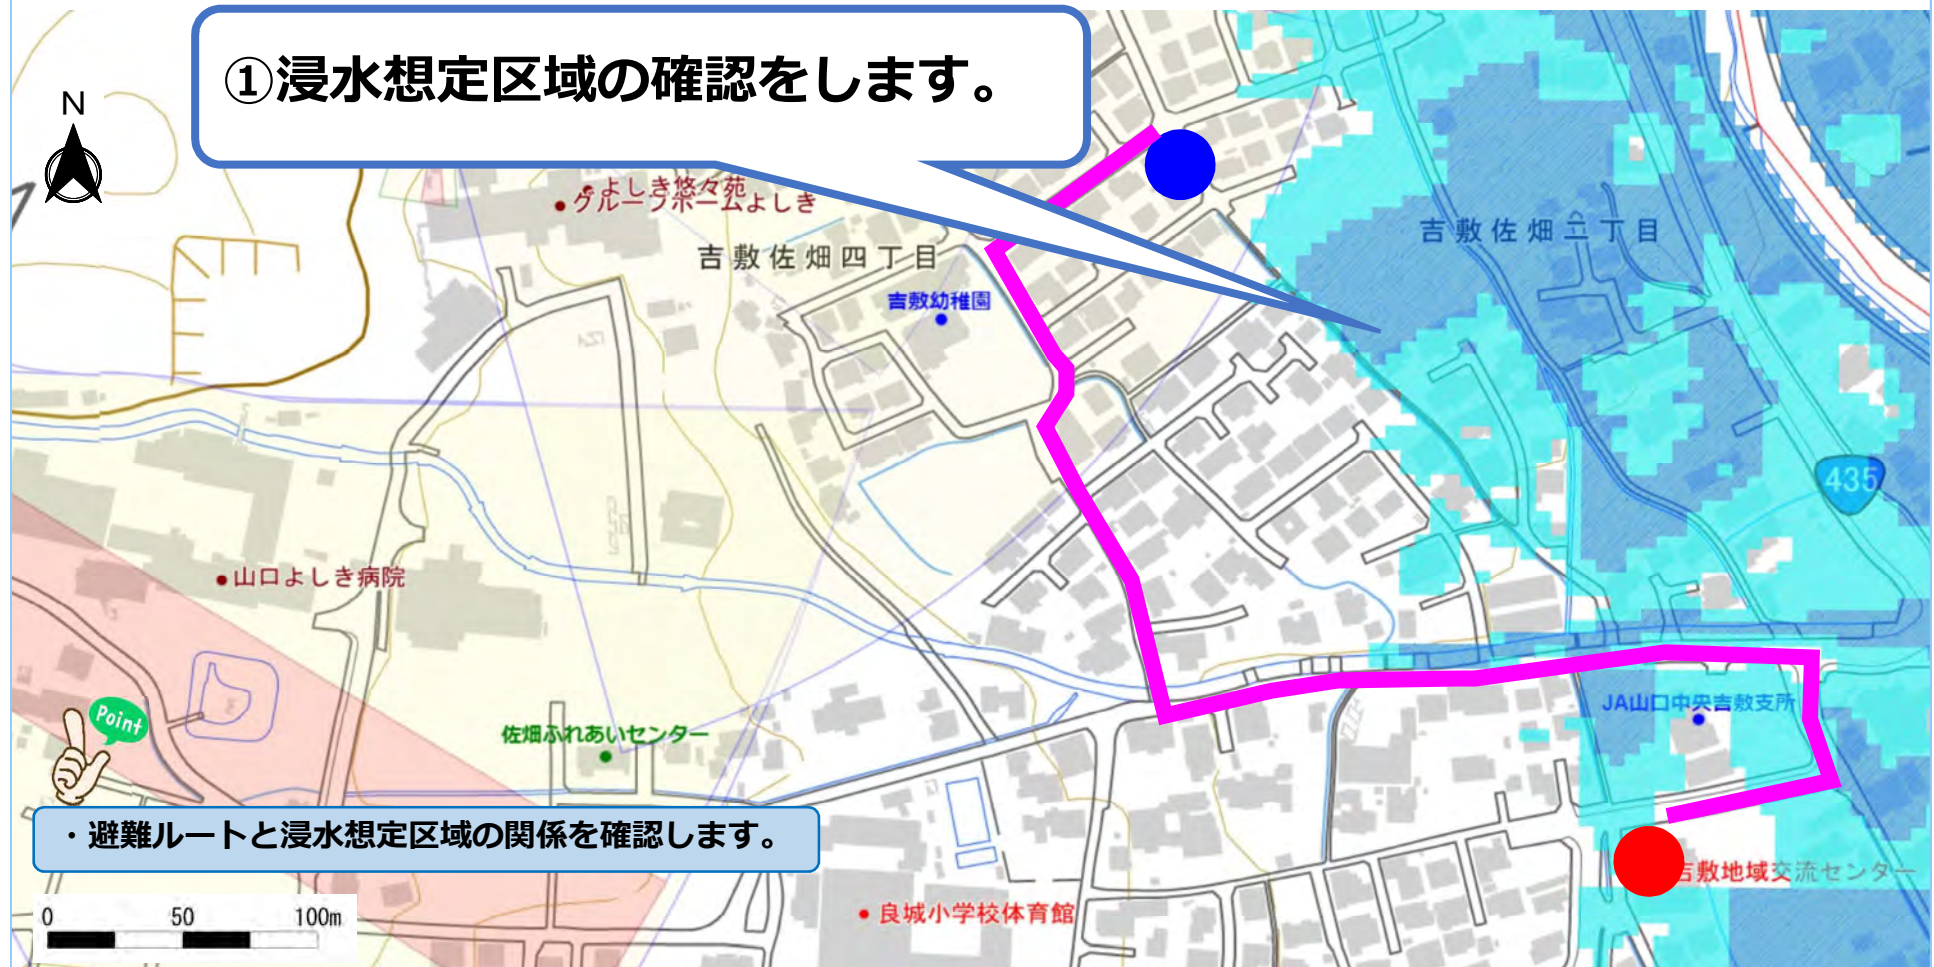 ①浸水想定区域の確認をします。
N
よしき悠々苑
グループホームよしき
吉敷佐畑四丁目
吉敷佐畑二丁目
吉敷幼稚園
435
山口よしき病院
JA山口中央吉敷支所
Point
佐畑ふれあいセンター
・避難ルートと浸水想定区域の関係を確認します。
吉敷地域交流センター
良城小学校体育館
0 50 100m